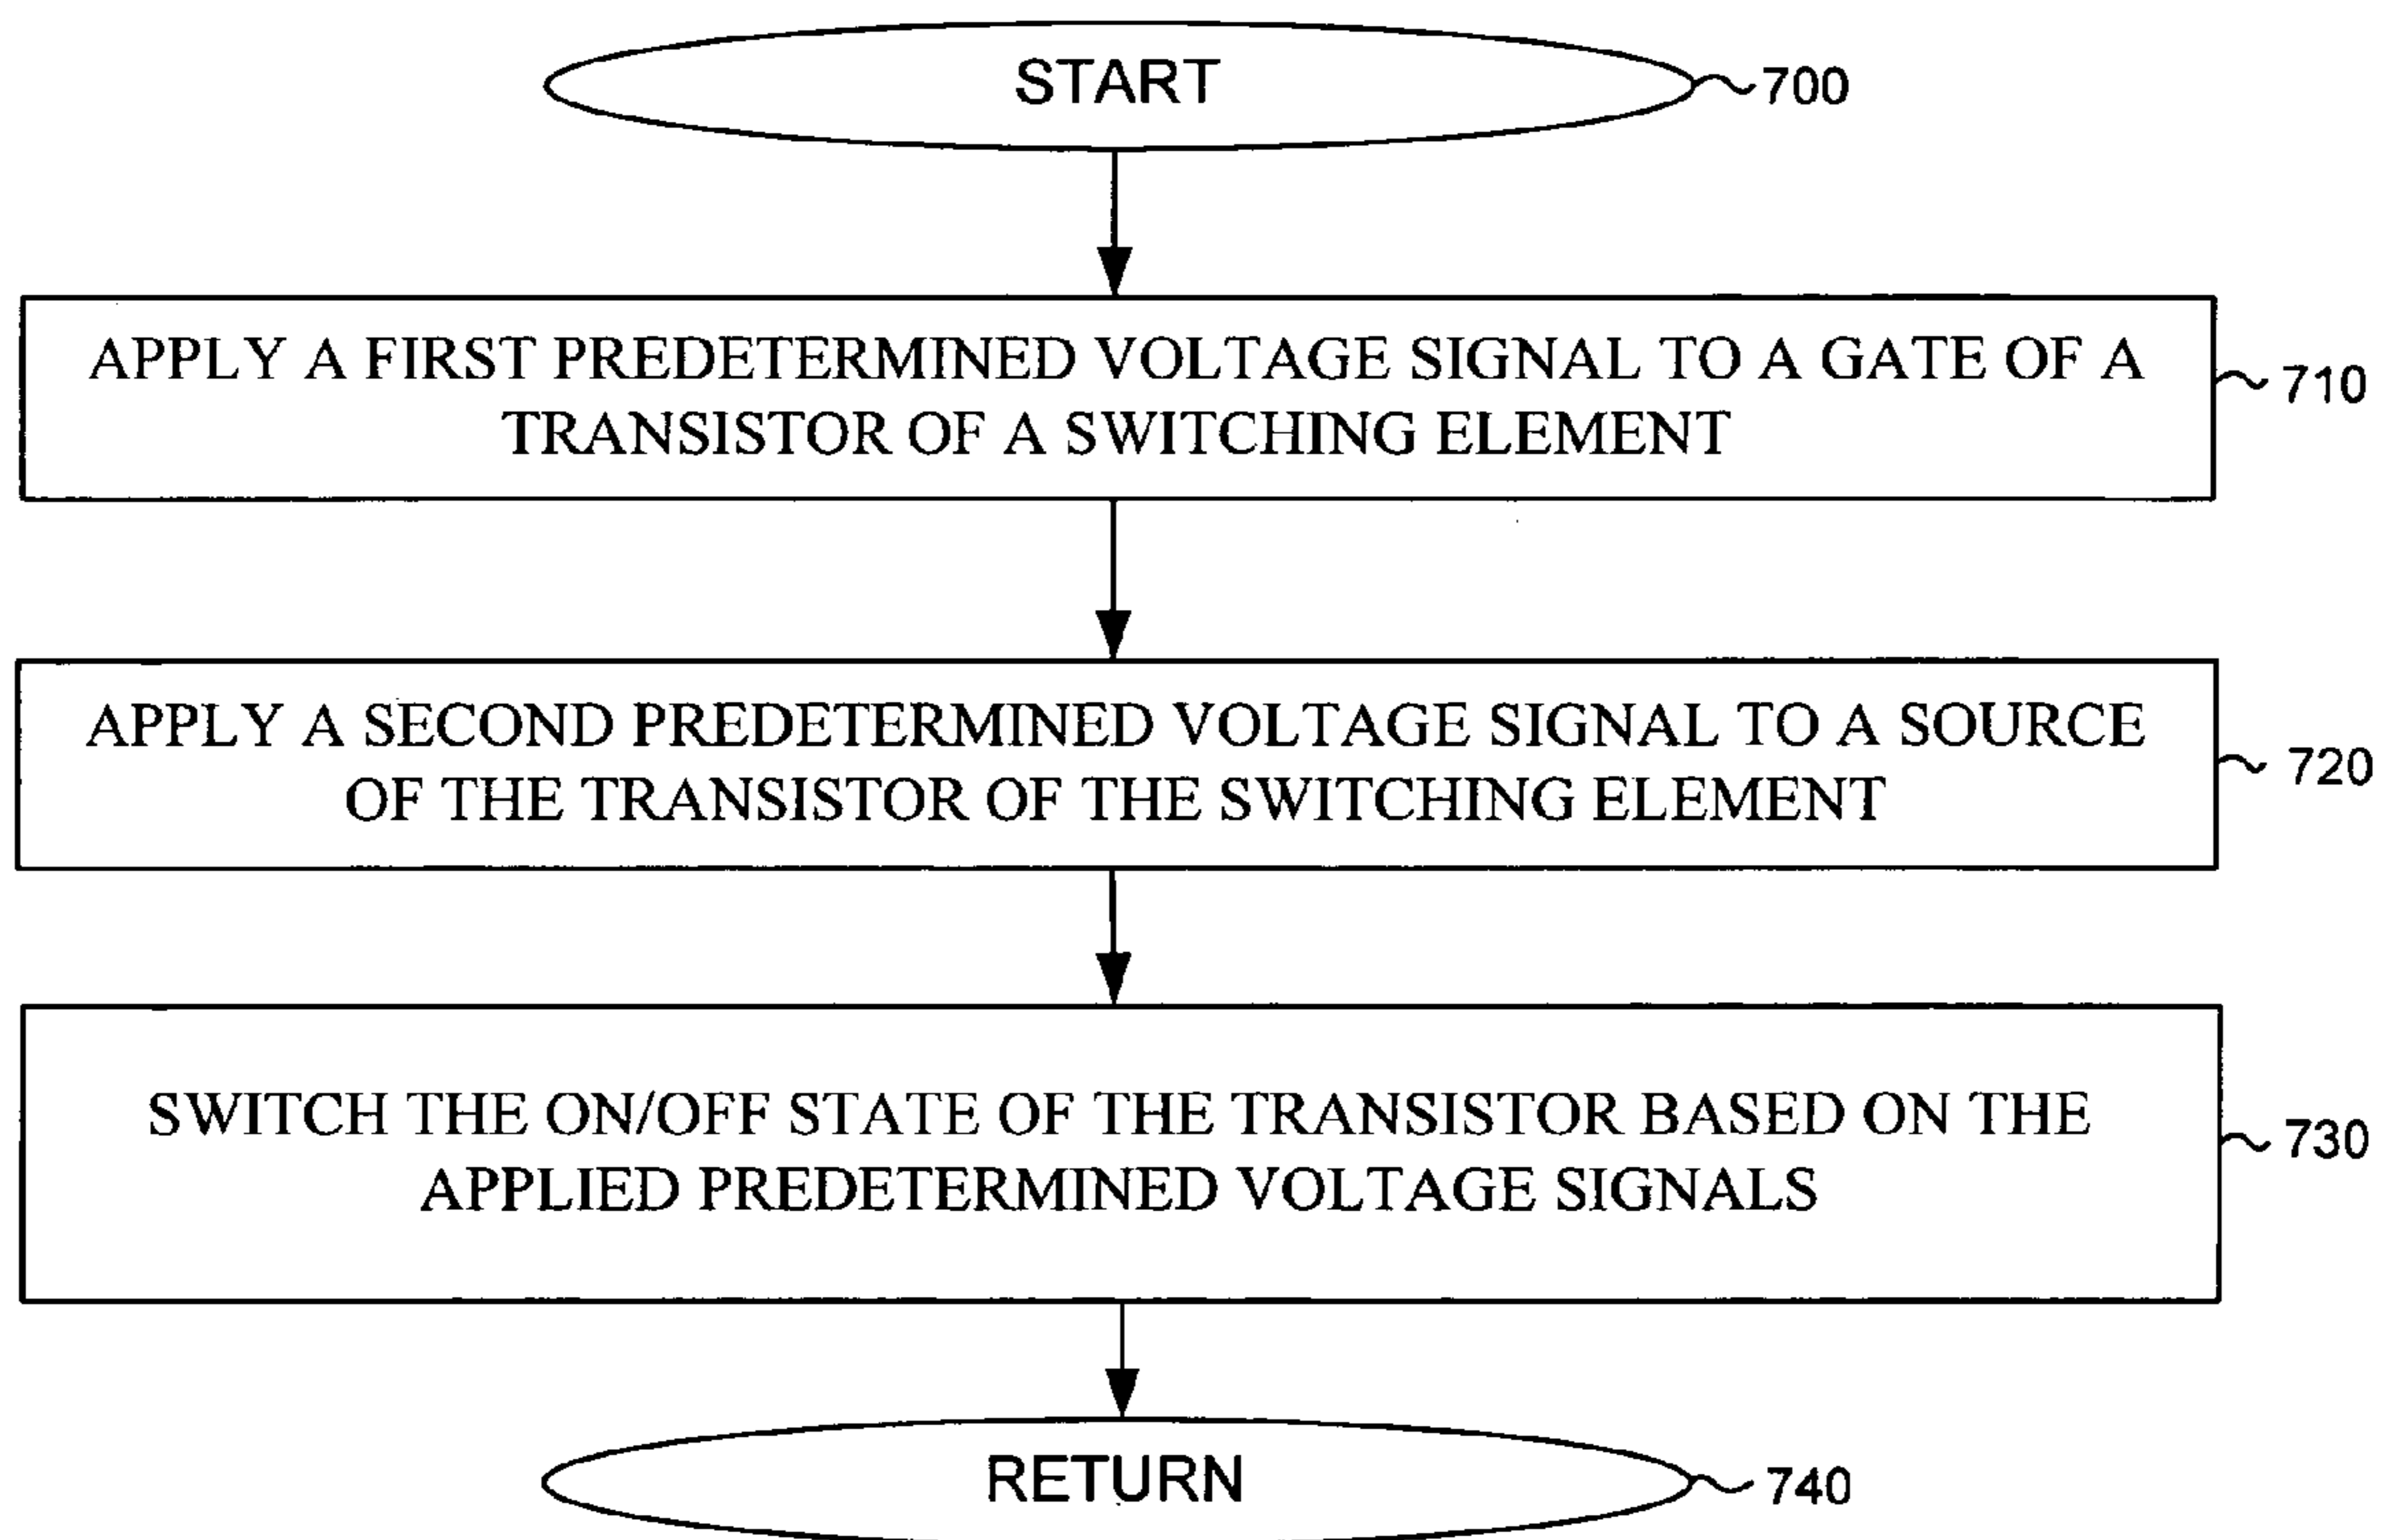 START
700
APPLY A FIRST PREDETERMINED VOLTAGE SIGNAL TO A GATE OF A
TRANSISTOR OF A SWITCHING ELEMENT
710
APPLY A SECOND PREDETERMINED VOLTAGE SIGNAL TO A SOURCE
OF THE TRANSISTOR OF THE SWITCHING ELEMENT
720
SWITCH THE ON/OFF STATE OF THE TRANSISTOR BASED ON THE
APPLIED PREDETERMINED VOLTAGE SIGNALS
730
RETURN
740